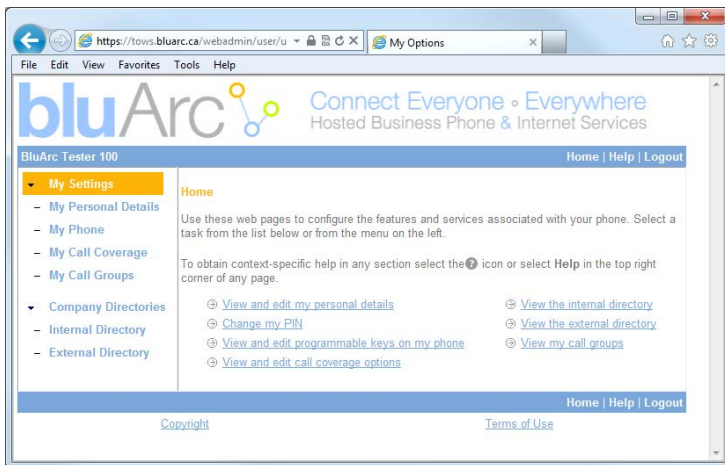 https://tows.bluarc.ca/webadmin/user/u
My Options
File Edit View Favorites Tools Help
bluArc
Connect Everyone ∘ Everywhere
Hosted Business Phone & Internet Services
BluArc Tester 100
Home | Help | Logout
My Settings
– My Personal Details
– My Phone
– My Call Coverage
– My Call Groups
Company Directories
– Internal Directory
– External Directory
Home
Use these web pages to configure the features and services associated with your phone. Select a
task from the list below or from the menu on the left.
To obtain context-specific help in any section select the ? icon or select Help in the top right
corner of any page.
View and edit my personal details
Change my PIN
View and edit programmable keys on my phone
View and edit call coverage options
View the internal directory
View the external directory
View my call groups
Home | Help | Logout
Copyright
Terms of Use